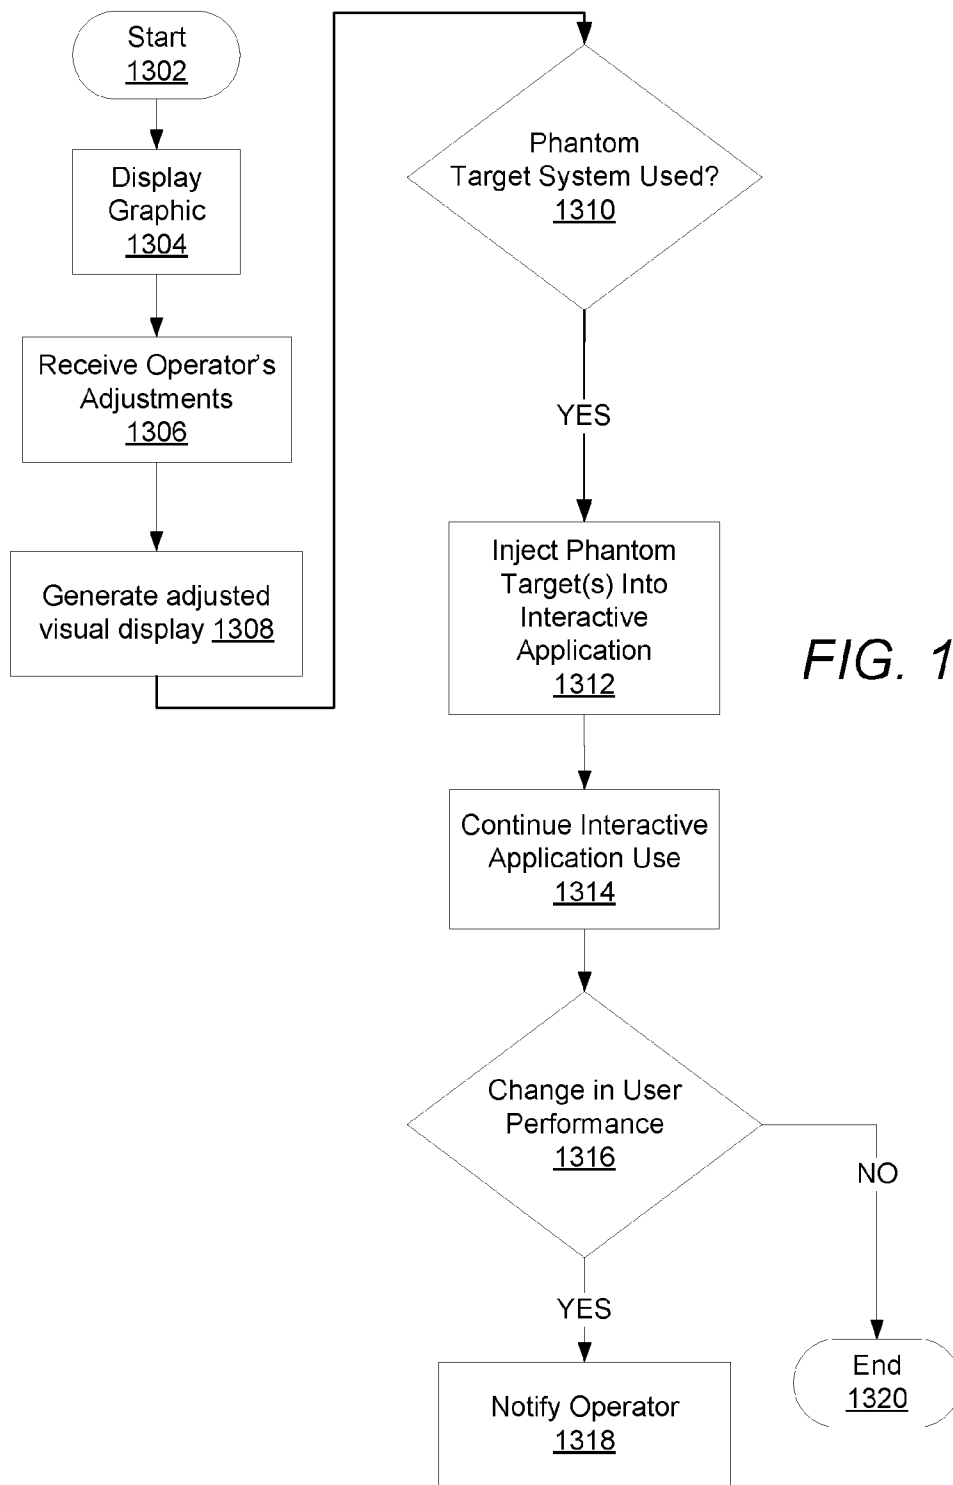 Start
1302
Display
Graphic
1304
Receive Operator's
Adjustments
1306
Generate adjusted
visual display 1308
Phantom
Target System Used?
1310
YES
Inject Phantom
Target(s) Into
Interactive
Application
1312
FIG. 1
Continue Interactive
Application Use
1314
Change in User
Performance
1316
NO
YES
Notify Operator
1318
End
1320